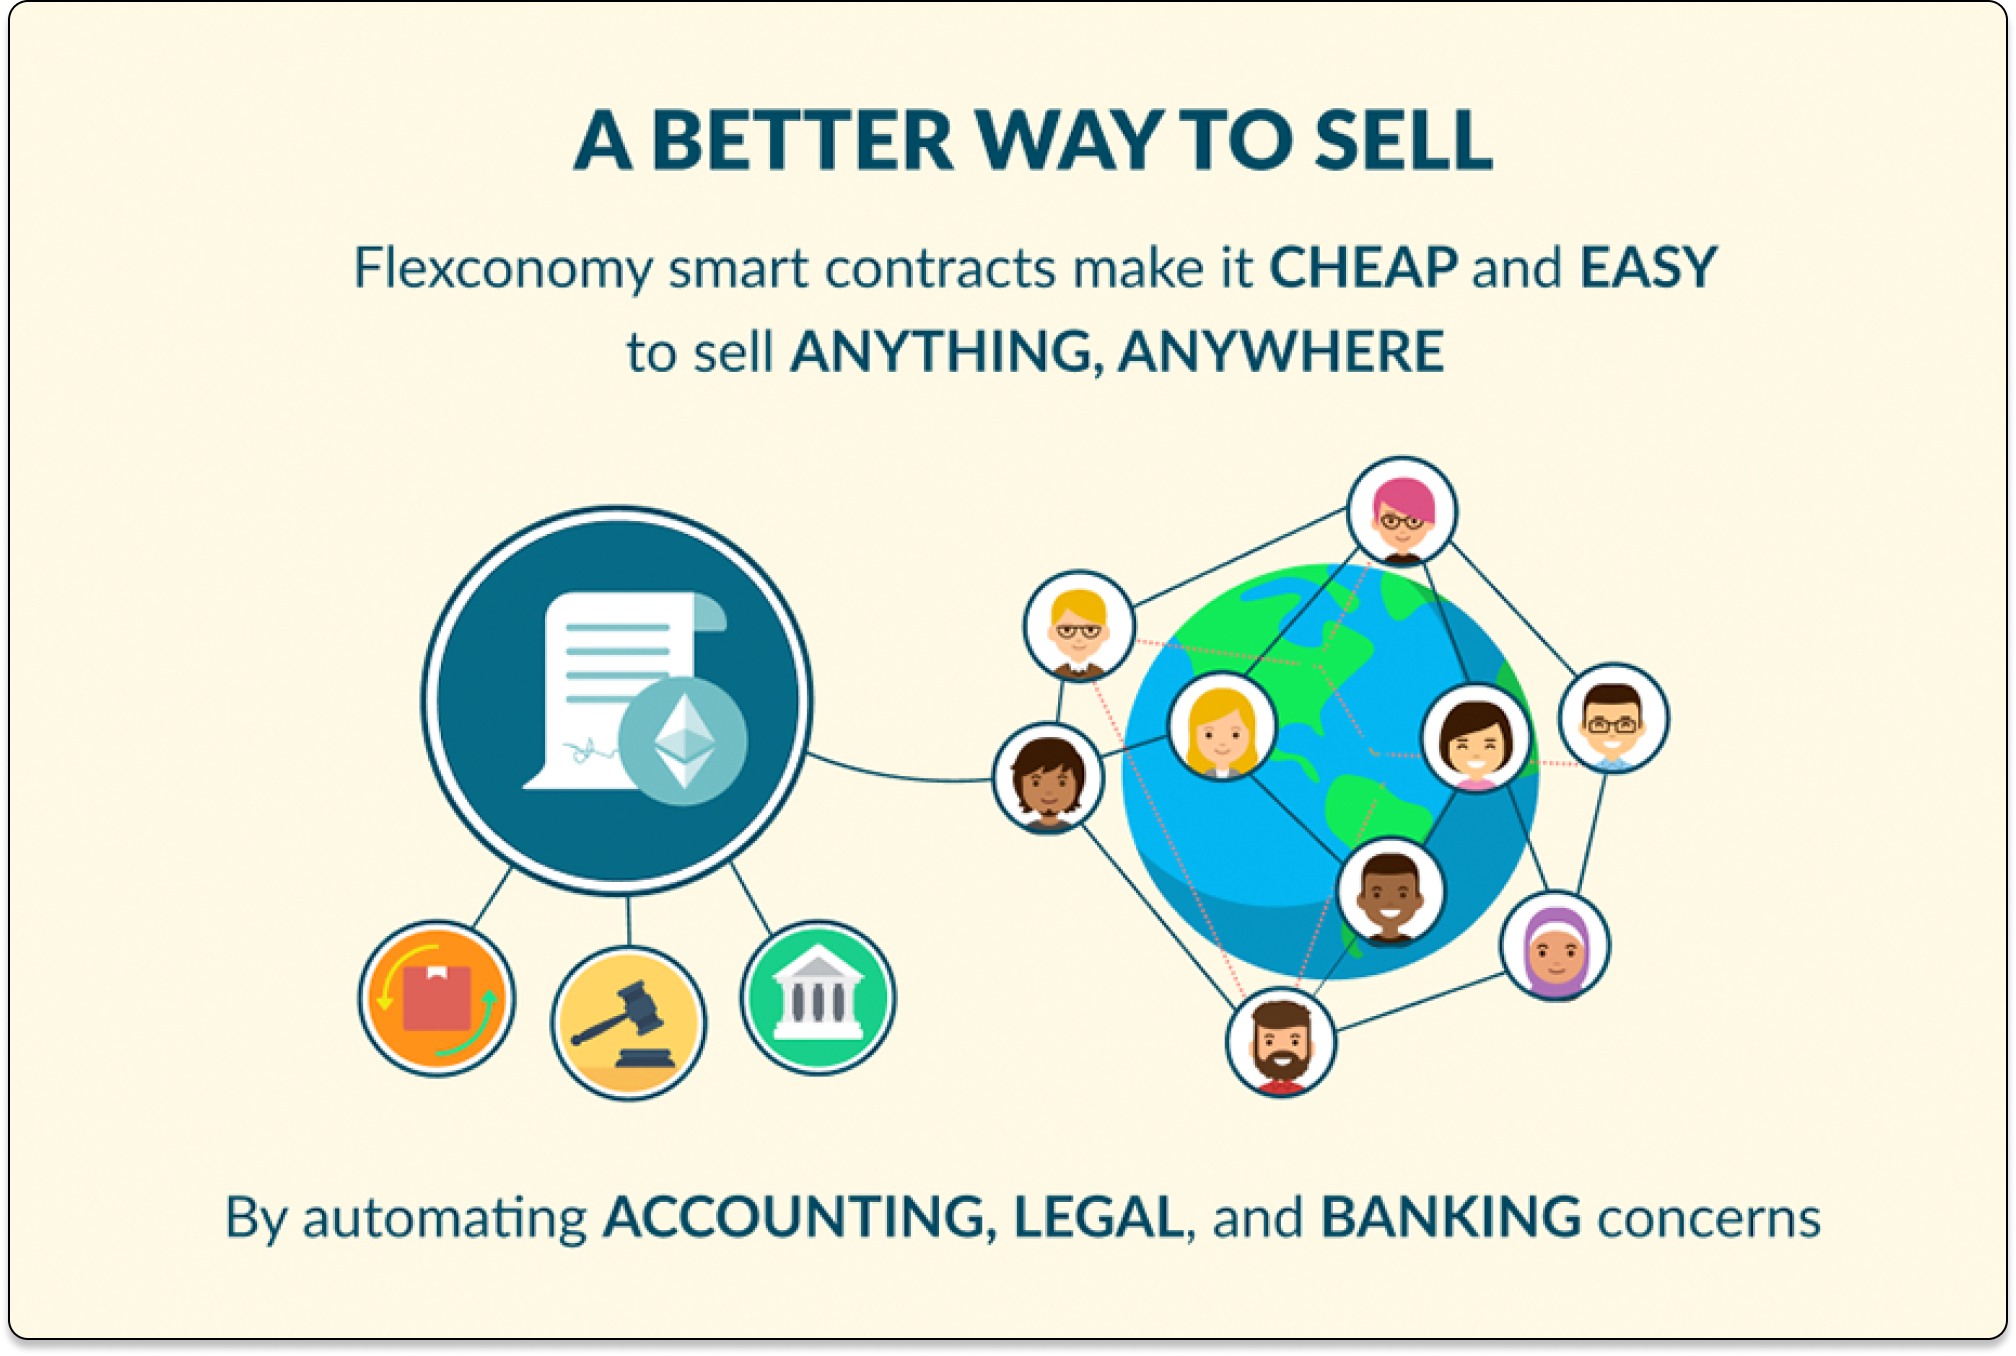 A BETTER WAY TO SELL
Flexconomy smart contracts make it CHEAP and EASY
to sell ANYTHING, ANYWHERE
By automating ACCOUNTING, LEGAL, and BANKING concerns